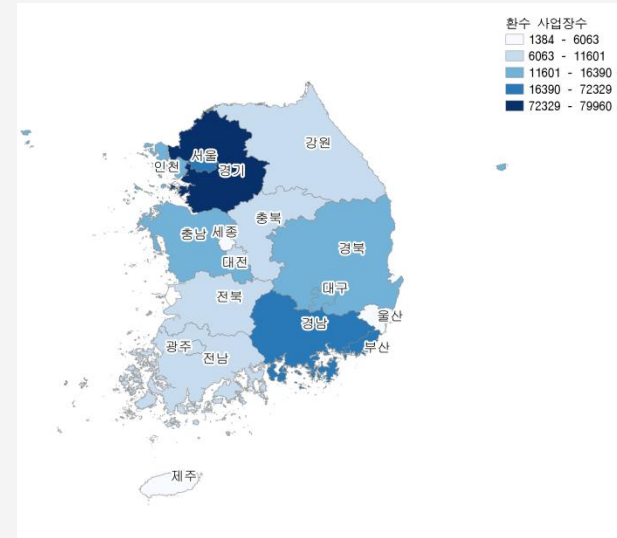 환수 사업장수
1384 - 6063
6063 - 11601
11601 - 16390
16390 - 72329
72329 - 79960
강원
서울
인천
경기
충북
충남
세종
경북
대전
대구
전북
경남
울산
부산
광주
전남
제주